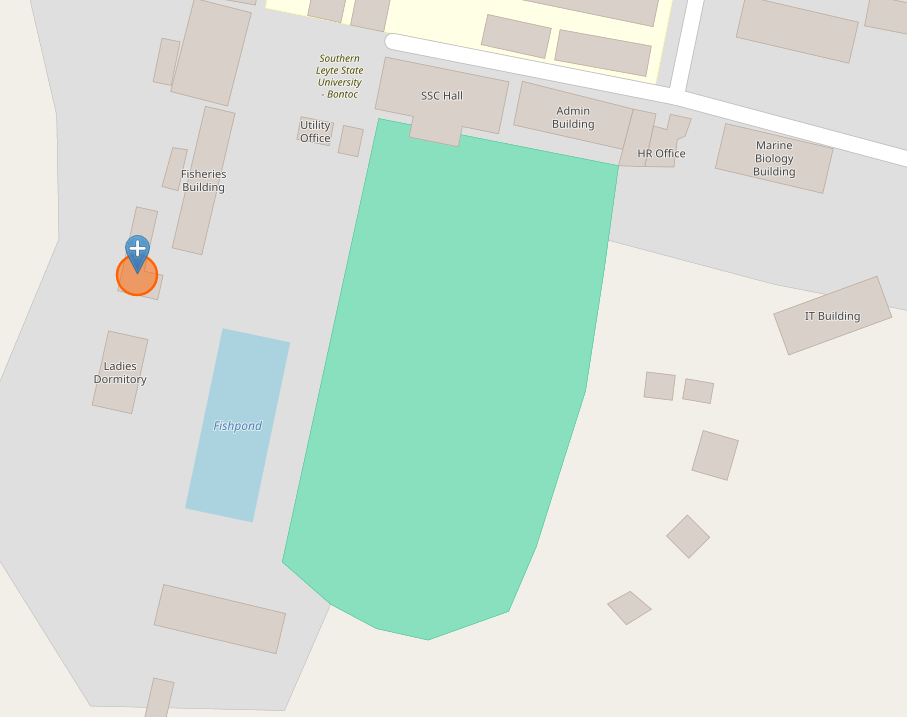 Southern
Leyte State
University
- Bontoc
SSC Hall
Admin
Building
Utility
Office
HR Office
Marine
Biology
Building
Fisheries
Building
IT Building
Ladies
Dormitory
Fishpond